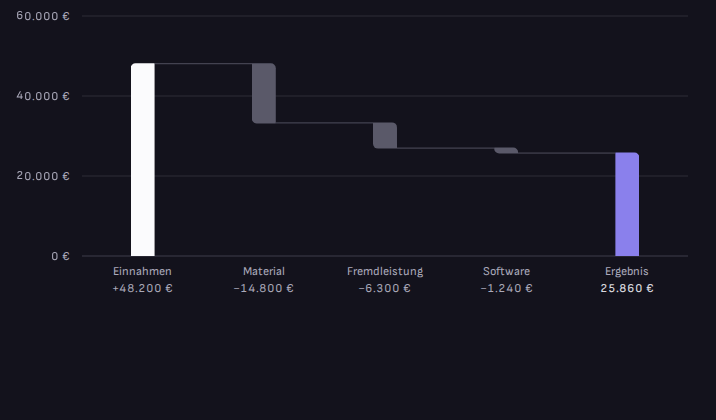 60.000 €
40.000 €
20.000 €
0 €
Einnahmen Material Fremdleistung Software Ergebnis
+48.200 € −14.800 € −6.300 € −1.240 € 25.860 €